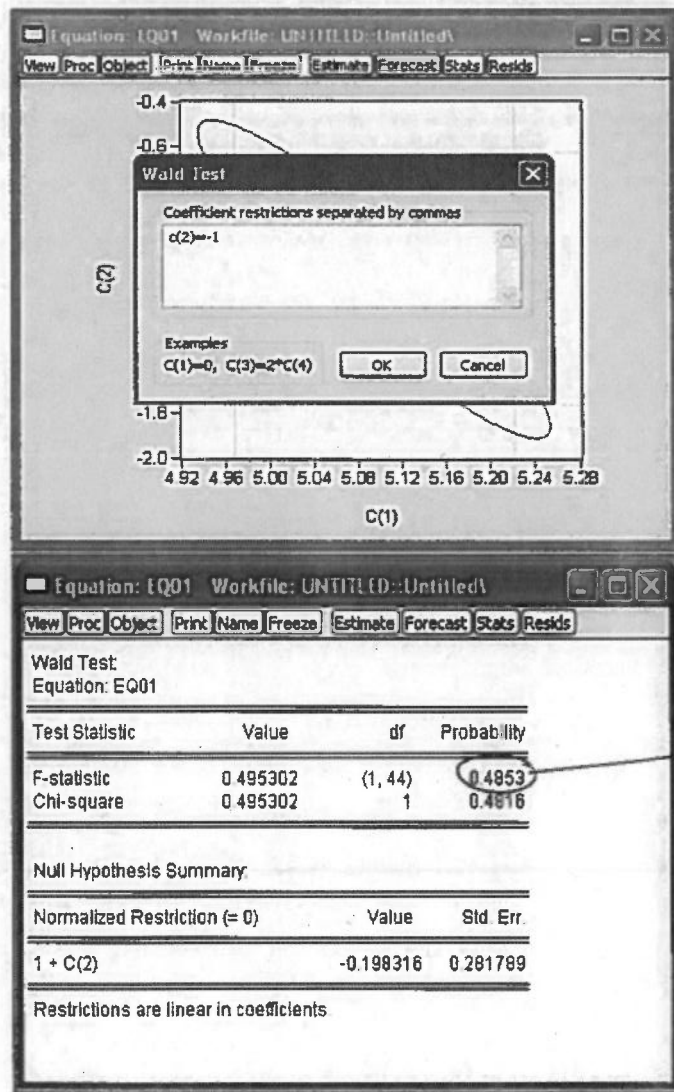 Equation: EQ01 Workfile: UNTITLED::Untitled\
View Proc Object Print Name Freeze Estimate Forecast Stats Resids
-0.4
-0.6
Wald Test
Coefficient restrictions separated by commas
c(2)=-1
C(2)
Examples
C(1)=0, C(3)=2*C(4) OK Cancel
-1.8
-2.0
4.92 4.96 5.00 5.04 5.08 5.12 5.16 5.20 5.24 5.28
C(1)
Equation: EQ01 Workfile: UNTITLED::Untitled\
View Proc Object Print Name Freeze Estimate Forecast Stats Resids
Wald Test:
Equation: EQ01
Test Statistic Value df Probability
F-statistic 0.495302 (1, 44) 0.4853
Chi-square 0.495302 1 0.4816
Null Hypothesis Summary:
Normalized Restriction (= 0) Value Std. Err.
1 + C(2) -0.198316 0.281789
Restrictions are linear in coefficients.